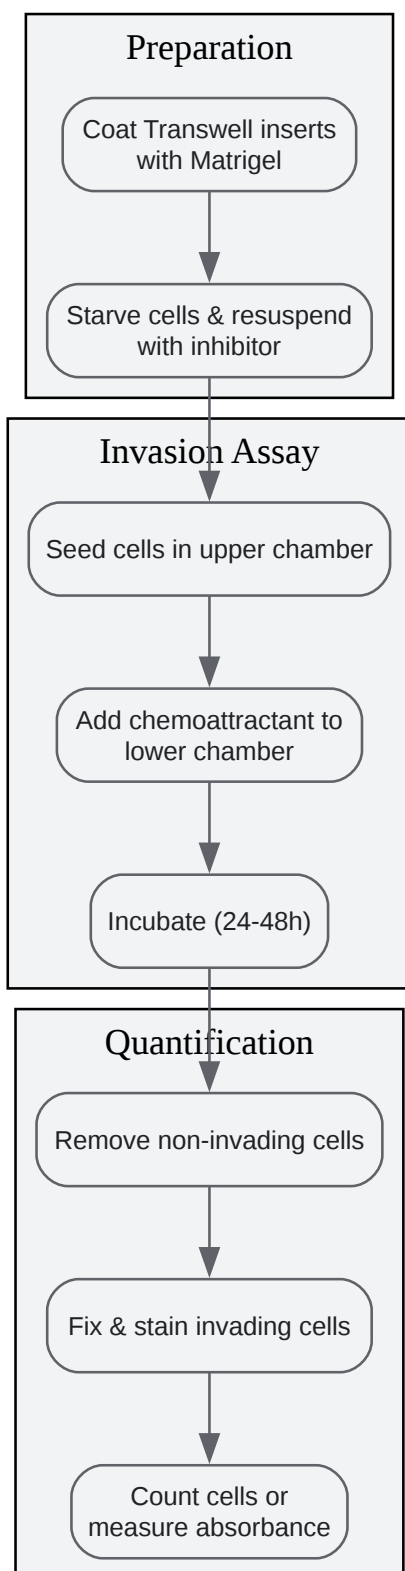 Preparation
Coat Transwell inserts
with Matrigel
Starve cells & resuspend
with inhibitor
Invasion Assay
Seed cells in upper chamber
Add chemoattractant to
lower chamber
Incubate (24-48h)
Quantification
Remove non-invading cells
Fix & stain invading cells
Count cells or
measure absorbance